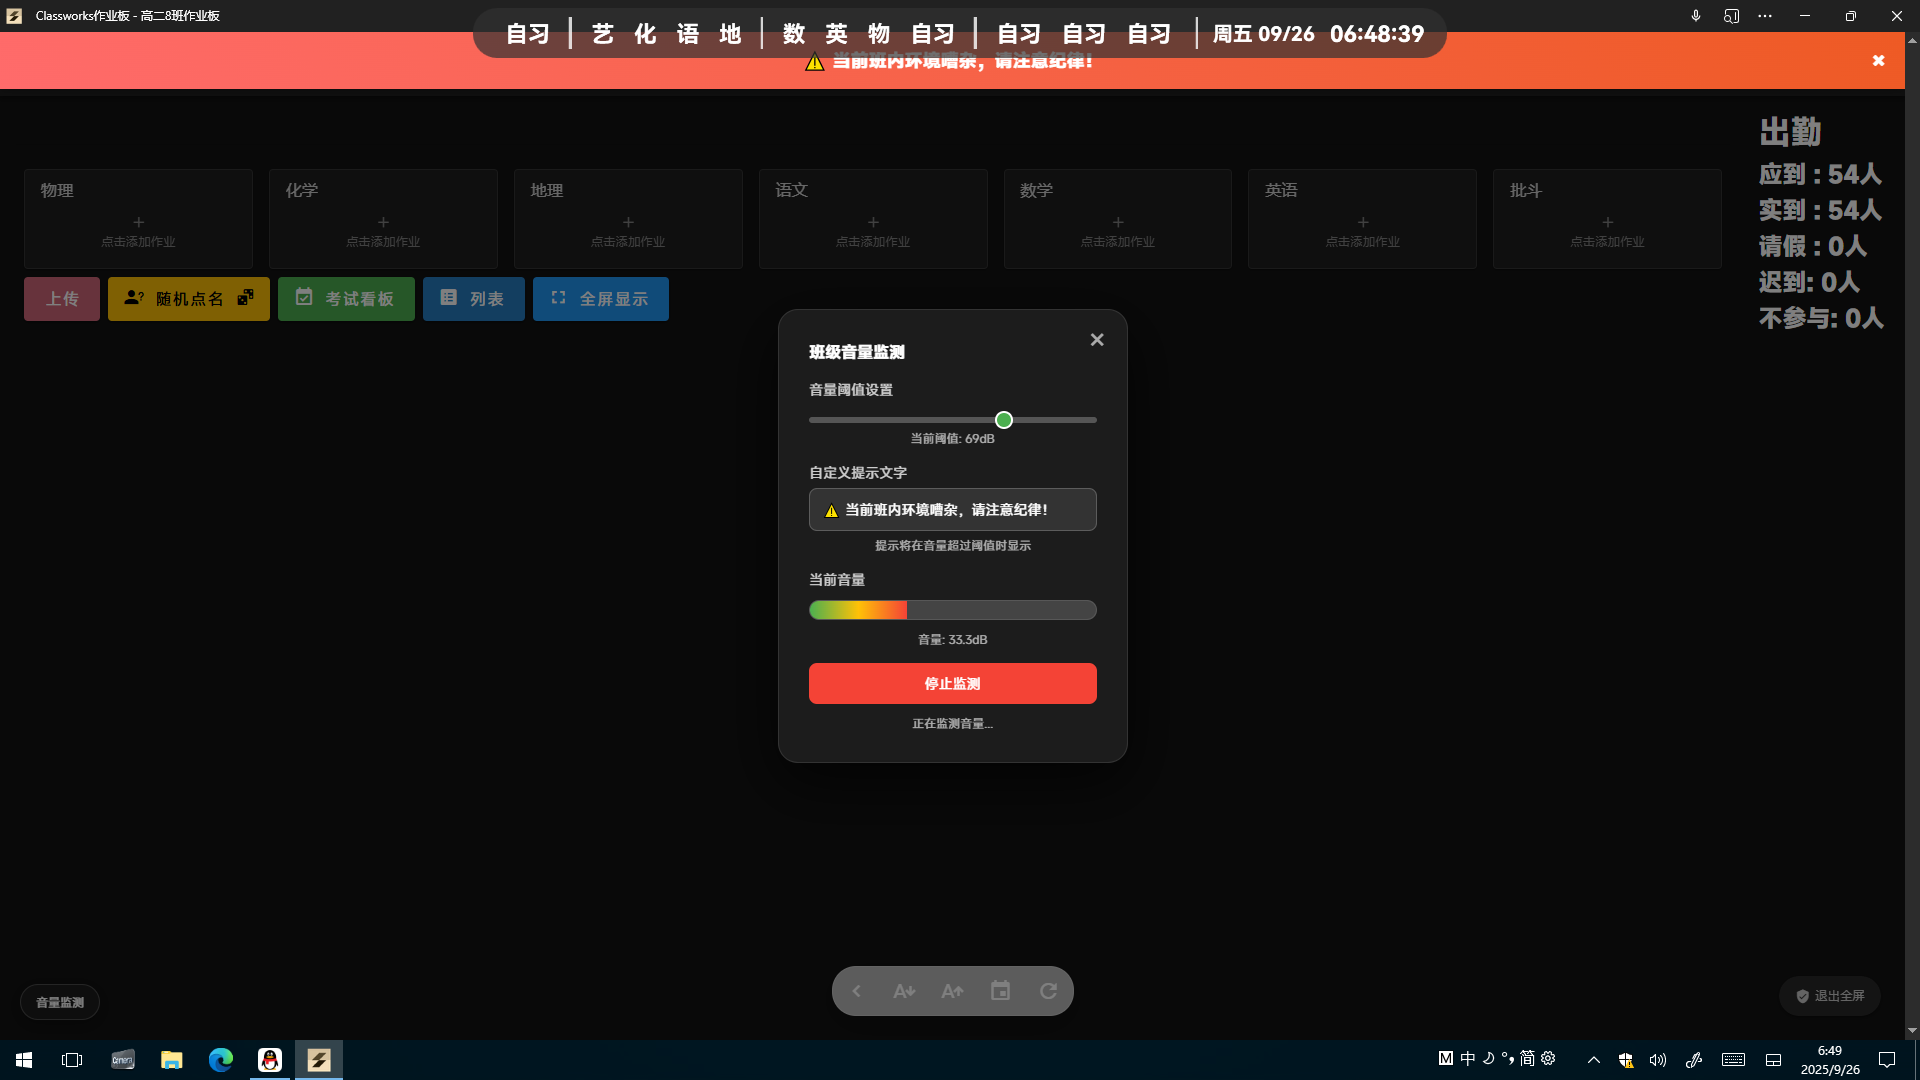 Classworks作业板 - 高二8班作业板
自习 | 艺 化 语 地 | 数 英 物 自习 | 自习 自习 自习 | 周五 09/26 06:48:39
⚠ 当前班内环境嘈杂，请注意纪律！
出勤
应到 : 54人
实到 : 54人
请假 : 0人
迟到: 0人
不参与: 0人
物理
+
点击添加作业
化学
+
点击添加作业
地理
+
点击添加作业
语文
+
点击添加作业
数学
+
点击添加作业
英语
+
点击添加作业
批斗
+
点击添加作业
上传
随机点名
考试看板
列表
全屏显示
班级音量监测
音量阈值设置
当前阈值: 69dB
自定义提示文字
⚠ 当前班内环境嘈杂，请注意纪律！
提示将在音量超过阈值时显示
当前音量
音量: 33.3dB
停止监测
正在监测音量...
音量监测
退出全屏
M 中 简
6:49
2025/9/26